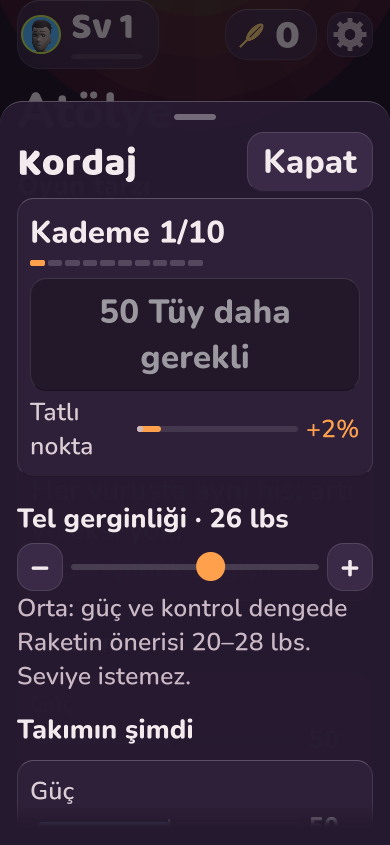 Sv 1
0
Atölye
Kordaj
Kapat
Kademe 1/10
50 Tüy daha
gerekli
Tatlı
nokta
+2%
Tel gerginliği · 26 lbs
−
+
Orta: güç ve kontrol dengede
Raketin önerisi 20–28 lbs.
Seviye istemez.
Takımın şimdi
Güç